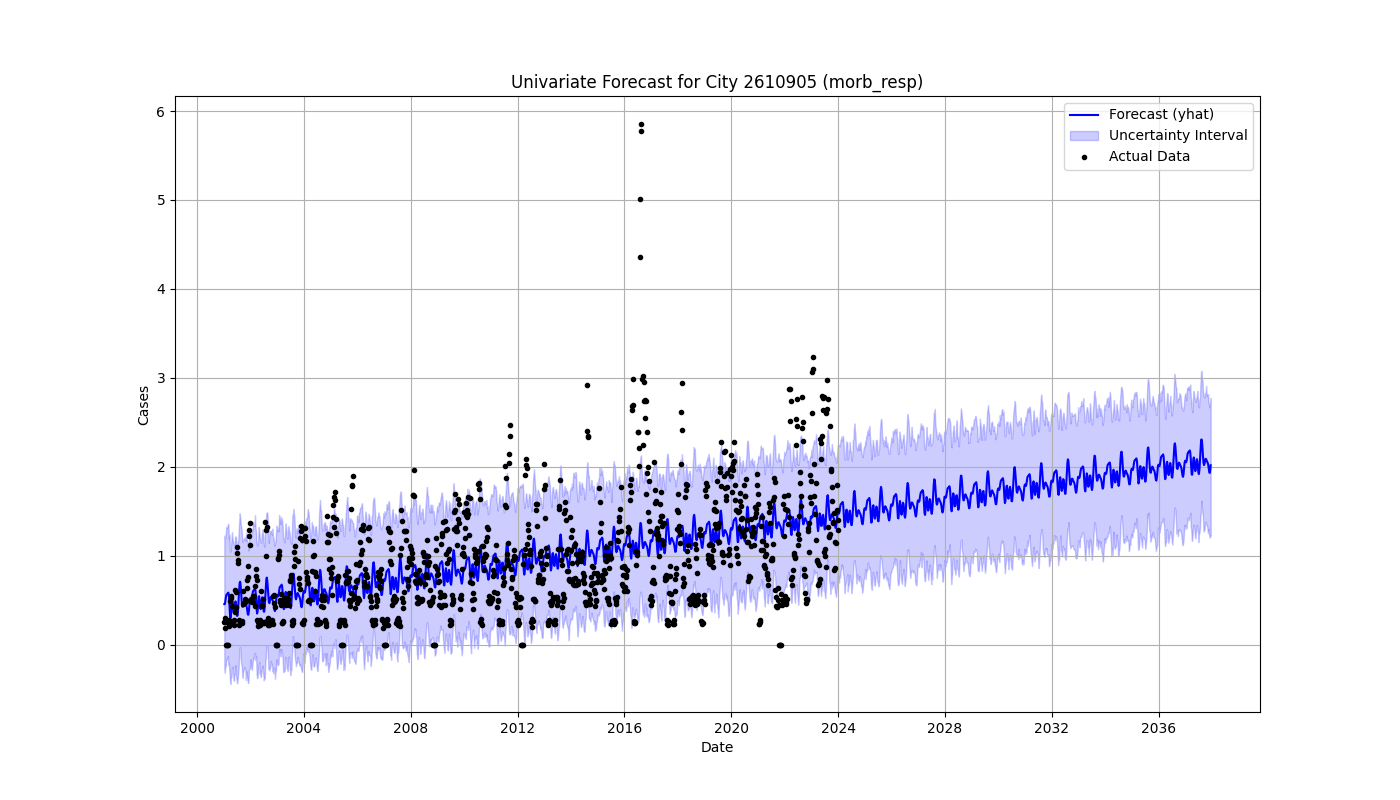 Univariate Forecast for City 2610905 (morb_resp)
Forecast (yhat)
Uncertainty Interval
Actual Data
Cases
6
5
4
3
2
1
0
2000 2004 2008 2012 2016 2020 2024 2028 2032 2036
Date